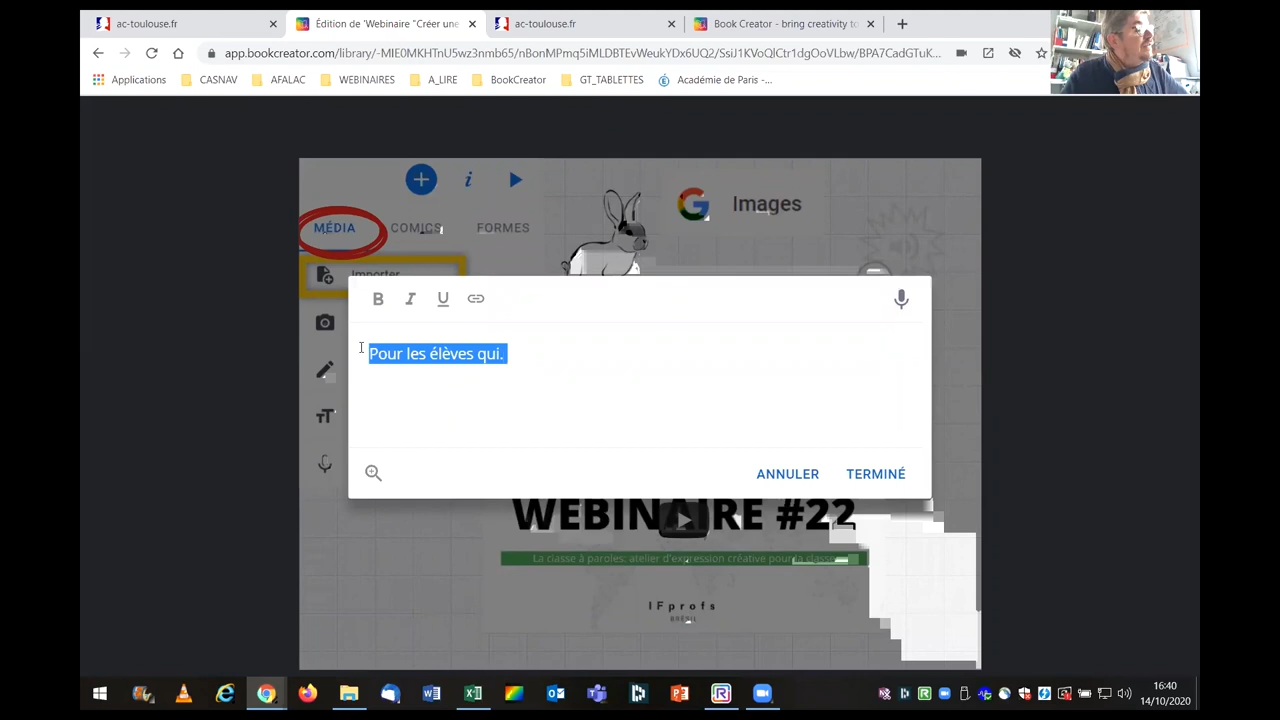 ac-toulouse.fr
Édition de 'Webinaire "Créer une
ac-toulouse.fr
Book Creator - bring creativity to
app.bookcreator.com/library/-MIE0MKHTnU5wz3nmb65/nBonMPmq5iMLDBTEvWeukYDx6UQ2/SsiJ1KVoQlCtr1dgOoVLbw/BPA7CadGTuK...
Applications
CASNAV
AFALAC
WEBINAIRES
A_LIRE
BookCreator
GT_TABLETTES
Académie de Paris -...
MÉDIA
COMICS
FORMES
Importer
G Images
B I U
Pour les élèves qui.
ANNULER
TERMINÉ
WEBINAIRE #22
La classe à paroles: atelier d'expression créative pour la classe
IFprofs
BRÉSIL
16:40
14/10/2020